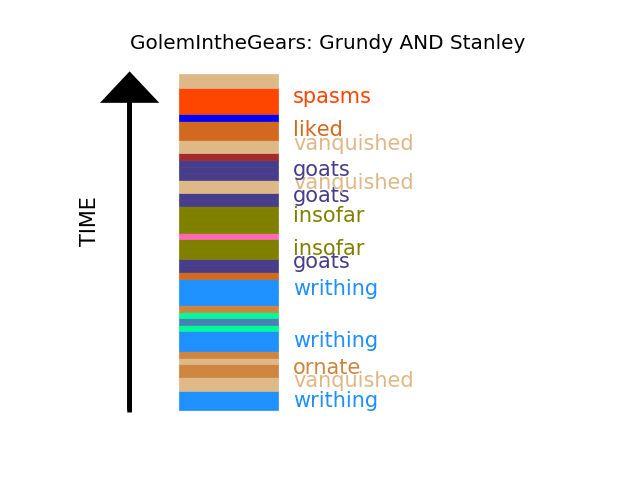 GolemIntheGears: Grundy AND Stanley
spasms
liked
vanquished
goats
vanquished
goats
insofar
insofar
goats
writhing
writhing
ornate
vanquished
writhing
TIME